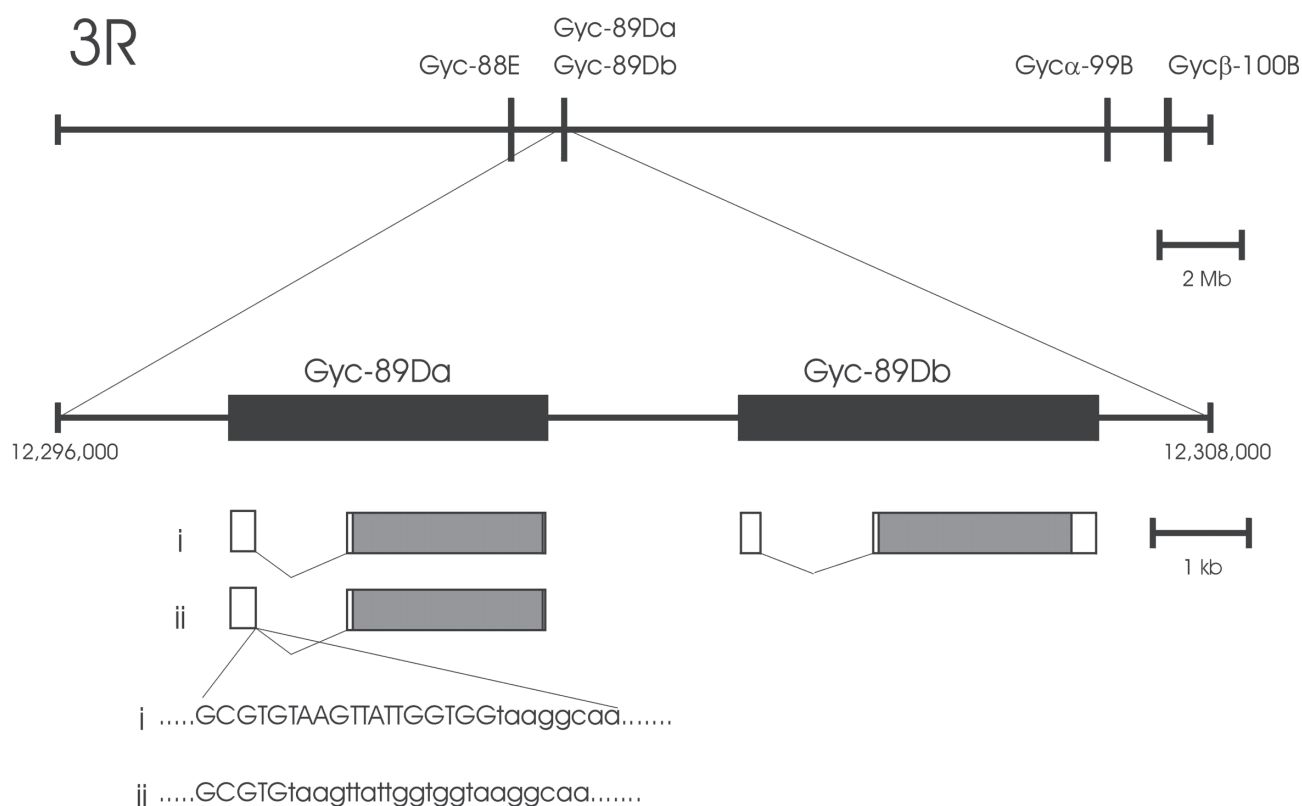 3R
Gyc-89Da
Gyc-88E Gyc-89Db Gycα-99B Gycβ-100B
2 Mb
Gyc-89Da Gyc-89Db
12,296,000 12,308,000
i
1 kb
ii
i .....GCGTGTAAGTTATTGGTGGtaaggcaa.......
ii .....GCGTGtaagttattggtggtaaggcaa.......